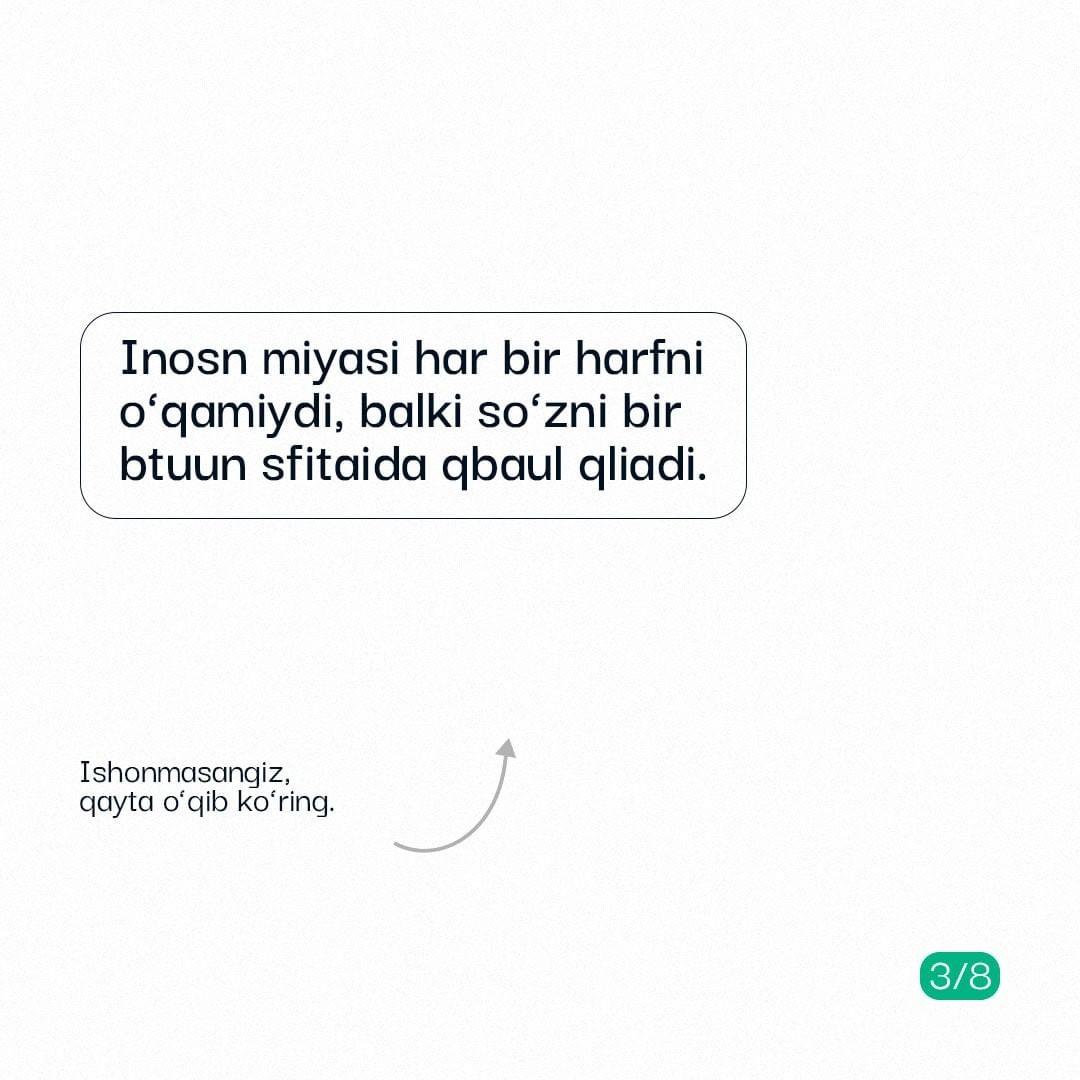 Inosn miyasi har bir harfni
o‘qamiydi, balki so‘zni bir
btuun sfitaida qbaul qliadi.
Ishonmasangiz,
qayta o‘qib ko‘ring.
3/8